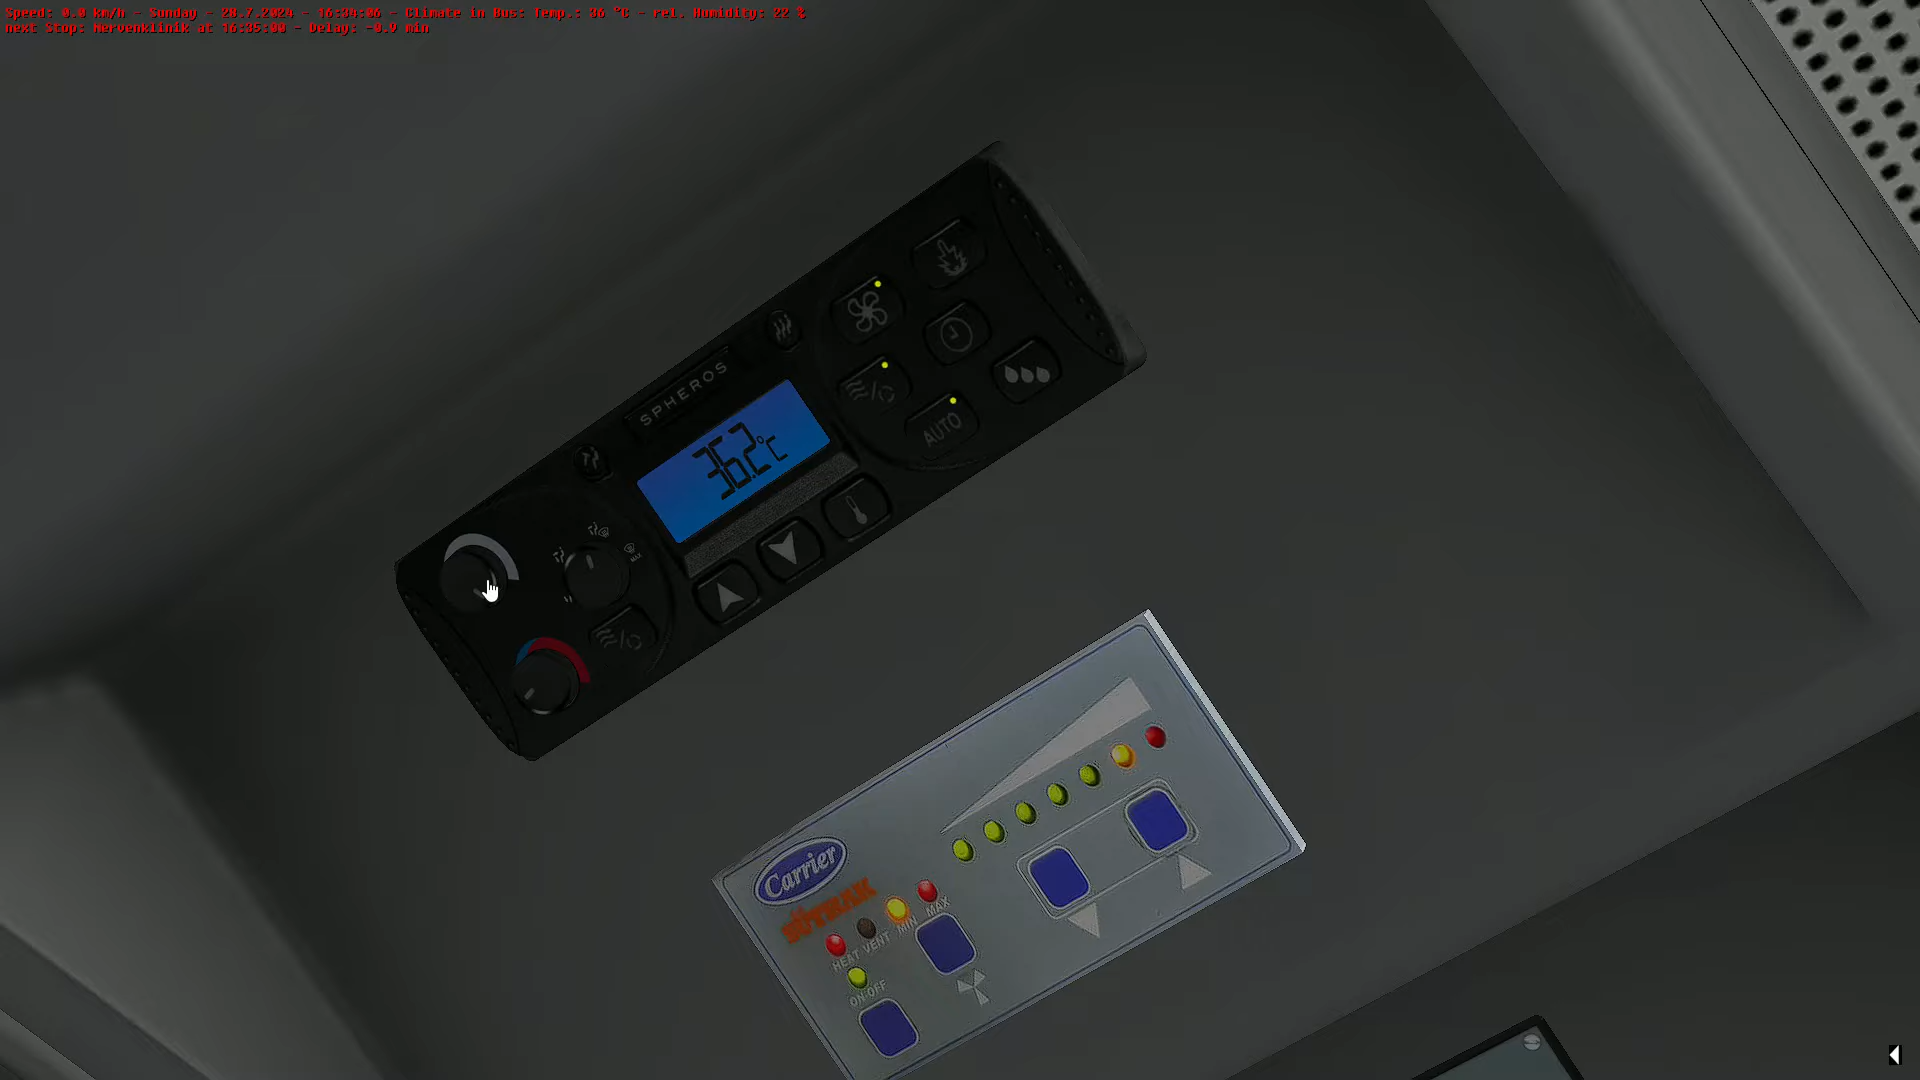 Speed: 0.0 km/h - Sunday - 28.7.2024 - 16:34:06 - Climate in Bus: Temp.: 36 °C - rel. Humidity: 22 %
next Stop: Nervenklinik at 16:35:00 - Delay: -0.9 min
SPHEROS
36.2°C
AUTO
MAX
Carrier
sütrak
HEAT VENT MIN MAX
ON-OFF